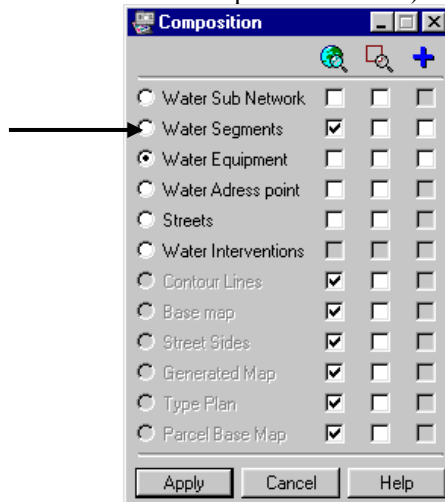 Composition
Water Sub Network
Water Segments
Water Equipment
Water Adress point
Streets
Water Interventions
Contour Lines
Base map
Street Sides
Generated Map
Type Plan
Parcel Base Map
Apply Cancel Help